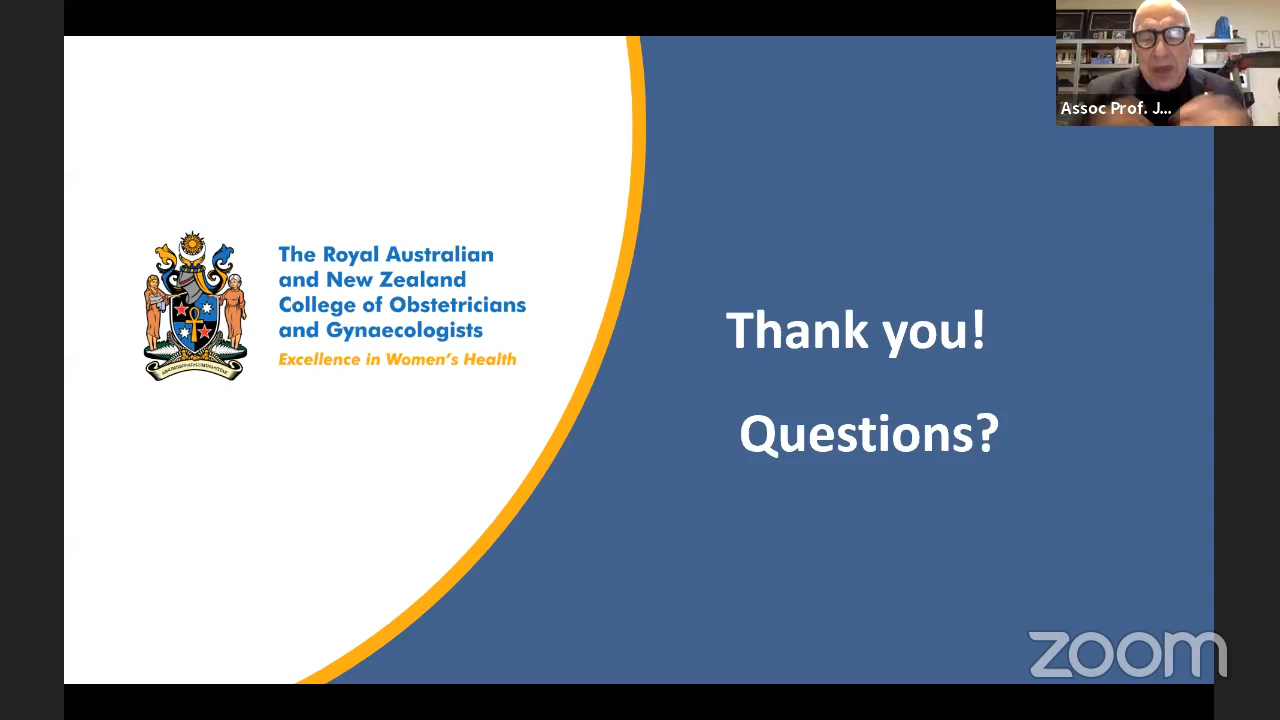 Assoc Prof. J...
The Royal Australian
and New Zealand
College of Obstetricians
and Gynaecologists
Excellence in Women's Health
Thank you!
Questions?
zoom